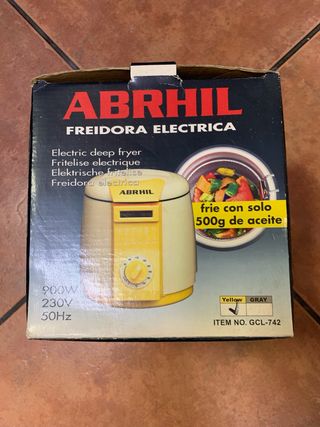 ABRHIL
FREIDORA ELECTRICA
Electric deep fryer
Fritelise electrique
Elektrische fritelise
Freidora electrica
ABRHIL
frie con solo
500g de aceite
900W
230V
50Hz
Yellow GRAY
ITEM NO. GCL-742